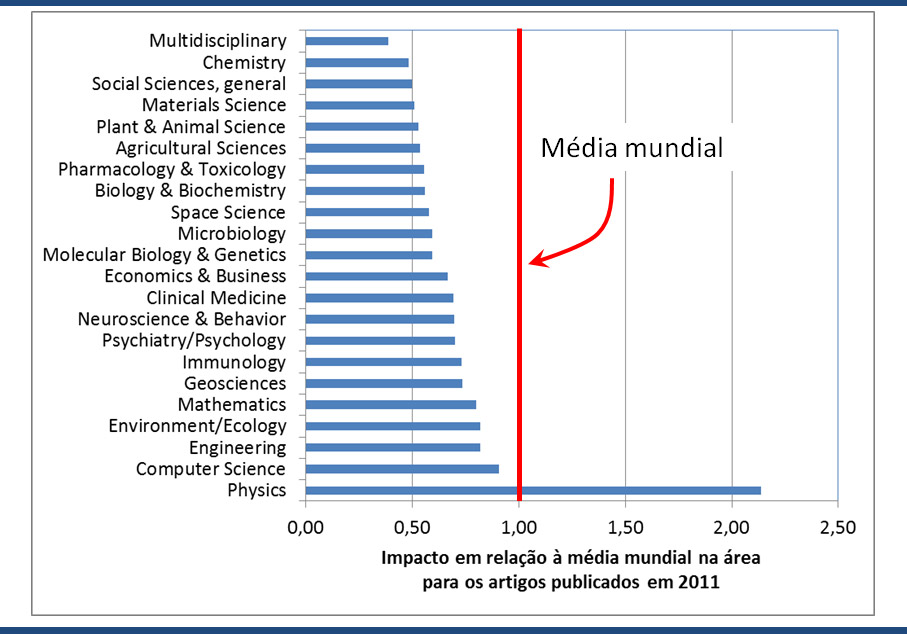 Multidisciplinary
Chemistry
Social Sciences, general
Materials Science
Plant & Animal Science
Agricultural Sciences
Pharmacology & Toxicology
Biology & Biochemistry
Space Science
Microbiology
Molecular Biology & Genetics
Economics & Business
Clinical Medicine
Neuroscience & Behavior
Psychiatry/Psychology
Immunology
Geosciences
Mathematics
Environment/Ecology
Engineering
Computer Science
Physics
Média mundial
0,00 0,50 1,00 1,50 2,00 2,50
Impacto em relação à média mundial na área
para os artigos publicados em 2011